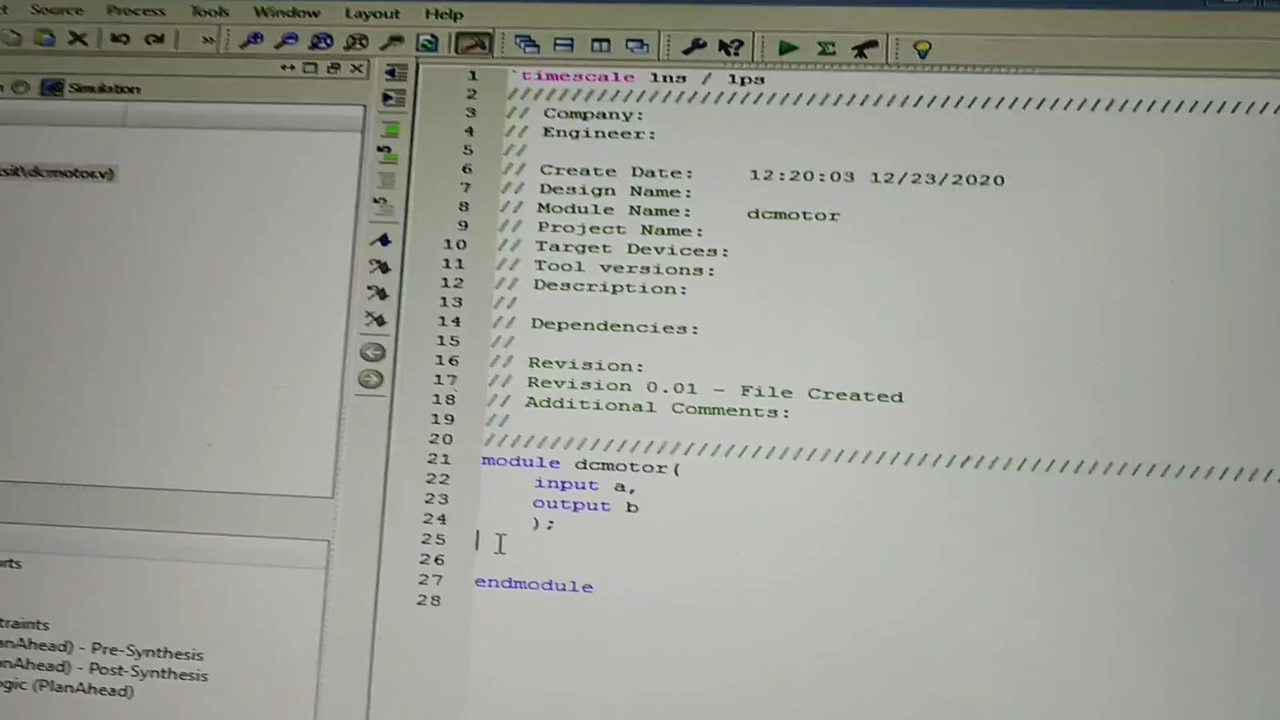 Source Process Tools Window Layout Help
»
Simulation
sit\dcmotor.v)
1 `timescale 1ns / 1ps
2 ////////////////////////////////////////////////////////////
3 // Company:
4 // Engineer:
5 //
6 // Create Date: 12:20:03 12/23/2020
7 // Design Name:
8 // Module Name: dcmotor
9 // Project Name:
10 // Target Devices:
11 // Tool versions:
12 // Description:
13 //
14 // Dependencies:
15 //
16 // Revision:
17 // Revision 0.01 - File Created
18 // Additional Comments:
19 //
20 ////////////////////////////////////////////////////////////
21 module dcmotor(
22 input a,
23 output b
24 );
25
26
27 endmodule
28
orts
traints
anAhead) - Pre-Synthesis
anAhead) - Post-Synthesis
ogic (PlanAhead)